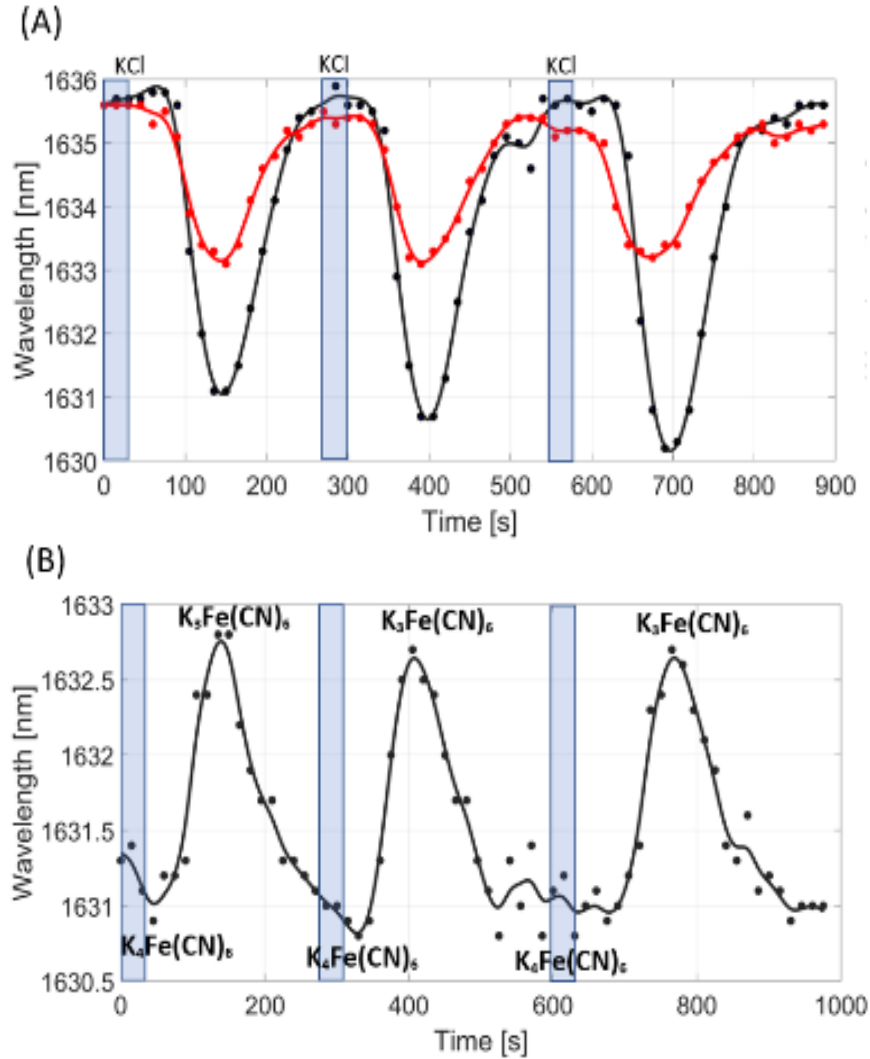 (A)
KCl KCl KCl
1636
1635
1634
1633
1632
1631
1630
Wavelength [nm]
0 100 200 300 400 500 600 700 800 900
Time [s]
(B)
1633
1632.5
1632
1631.5
1631
1630.5
Wavelength [nm]
K₅Fe(CN)₆ K₃Fe(CN)₆ K₃Fe(CN)₆
K₄Fe(CN)₆ K₄Fe(CN)₆ K₄Fe(CN)₆
0 200 400 600 800 1000
Time [s]